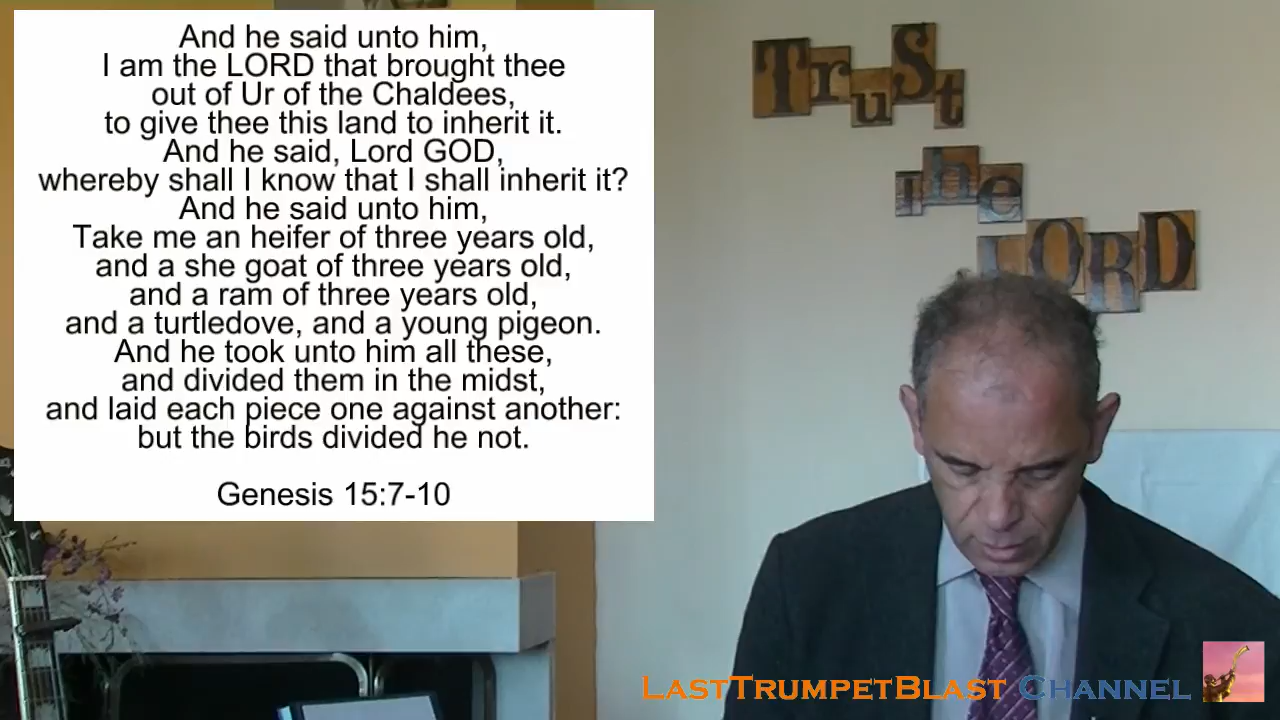 And he said unto him,
I am the LORD that brought thee
out of Ur of the Chaldees,
to give thee this land to inherit it.
And he said, Lord GOD,
whereby shall I know that I shall inherit it?
And he said unto him,
Take me an heifer of three years old,
and a she goat of three years old,
and a ram of three years old,
and a turtledove, and a young pigeon.
And he took unto him all these,
and divided them in the midst,
and laid each piece one against another:
but the birds divided he not.
Genesis 15:7-10
Trust
The
LORD
LastTrumpetBlast Channel